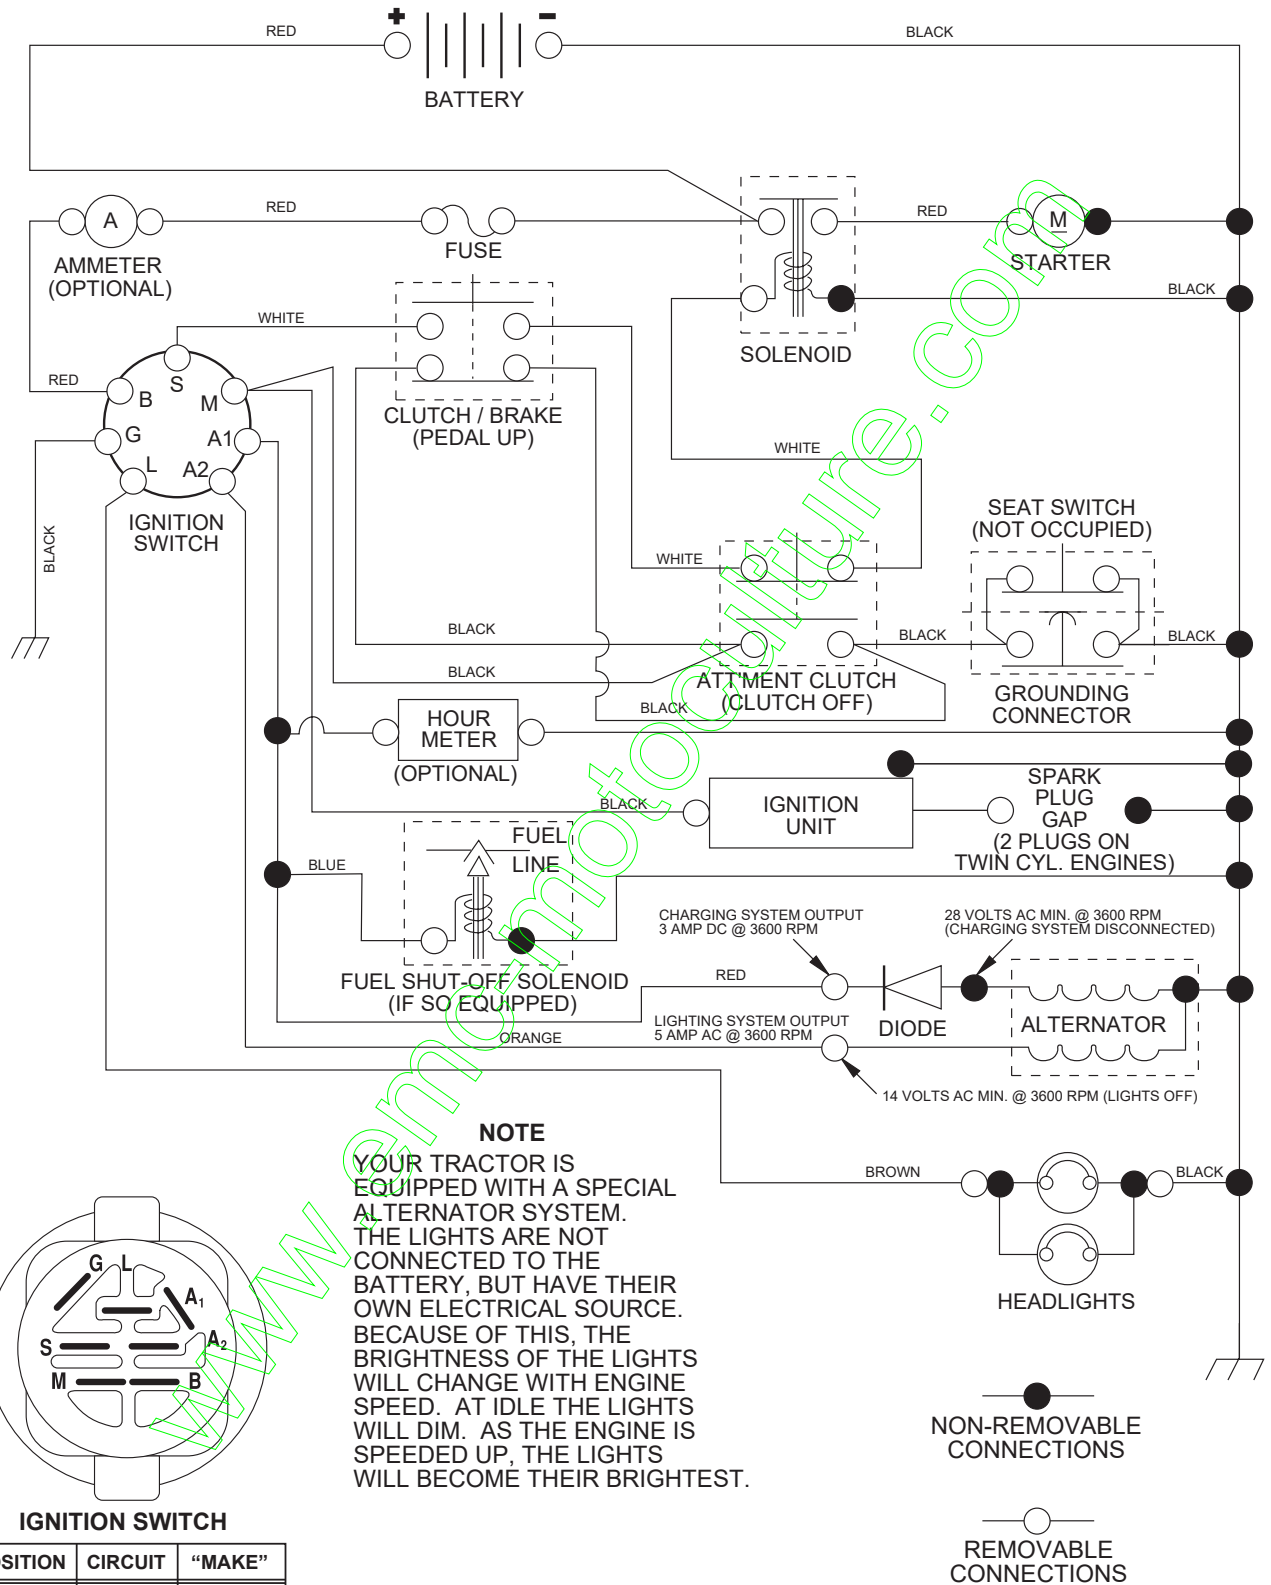 + -
RED
BLACK
BATTERY
RED
RED
A
M
FUSE
STARTER
AMMETER
(OPTIONAL)
BLACK
WHITE
SOLENOID
RED
S
B
M
G
A1
L
A2
CLUTCH / BRAKE
(PEDAL UP)
WHITE
IGNITION
SWITCH
BLACK
SEAT SWITCH
(NOT OCCUPIED)
WHITE
BLACK
BLACK
BLACK
BLACK
ATT'MENT CLUTCH
(CLUTCH OFF)
GROUNDING
CONNECTOR
BLACK
HOUR
METER
(OPTIONAL)
BLACK
IGNITION
UNIT
SPARK
PLUG
GAP
(2 PLUGS ON
TWIN CYL. ENGINES)
FUEL
LINE
BLUE
CHARGING SYSTEM OUTPUT
3 AMP DC @ 3600 RPM
28 VOLTS AC MIN. @ 3600 RPM
(CHARGING SYSTEM DISCONNECTED)
FUEL SHUT-OFF SOLENOID
(IF SO EQUIPPED)
RED
DIODE
ALTERNATOR
ORANGE
LIGHTING SYSTEM OUTPUT
5 AMP AC @ 3600 RPM
14 VOLTS AC MIN. @ 3600 RPM (LIGHTS OFF)
NOTE
YOUR TRACTOR IS
EQUIPPED WITH A SPECIAL
ALTERNATOR SYSTEM.
THE LIGHTS ARE NOT
CONNECTED TO THE
BATTERY, BUT HAVE THEIR
OWN ELECTRICAL SOURCE.
BECAUSE OF THIS, THE
BRIGHTNESS OF THE LIGHTS
WILL CHANGE WITH ENGINE
SPEED. AT IDLE THE LIGHTS
WILL DIM. AS THE ENGINE IS
SPEEDED UP, THE LIGHTS
WILL BECOME THEIR BRIGHTEST.
BROWN
BLACK
HEADLIGHTS
G L
A1
S
A2
M
B
NON-REMOVABLE
CONNECTIONS
IGNITION SWITCH
OSITION CIRCUIT “MAKE”
REMOVABLE
CONNECTIONS
www.emc-motoculture.com